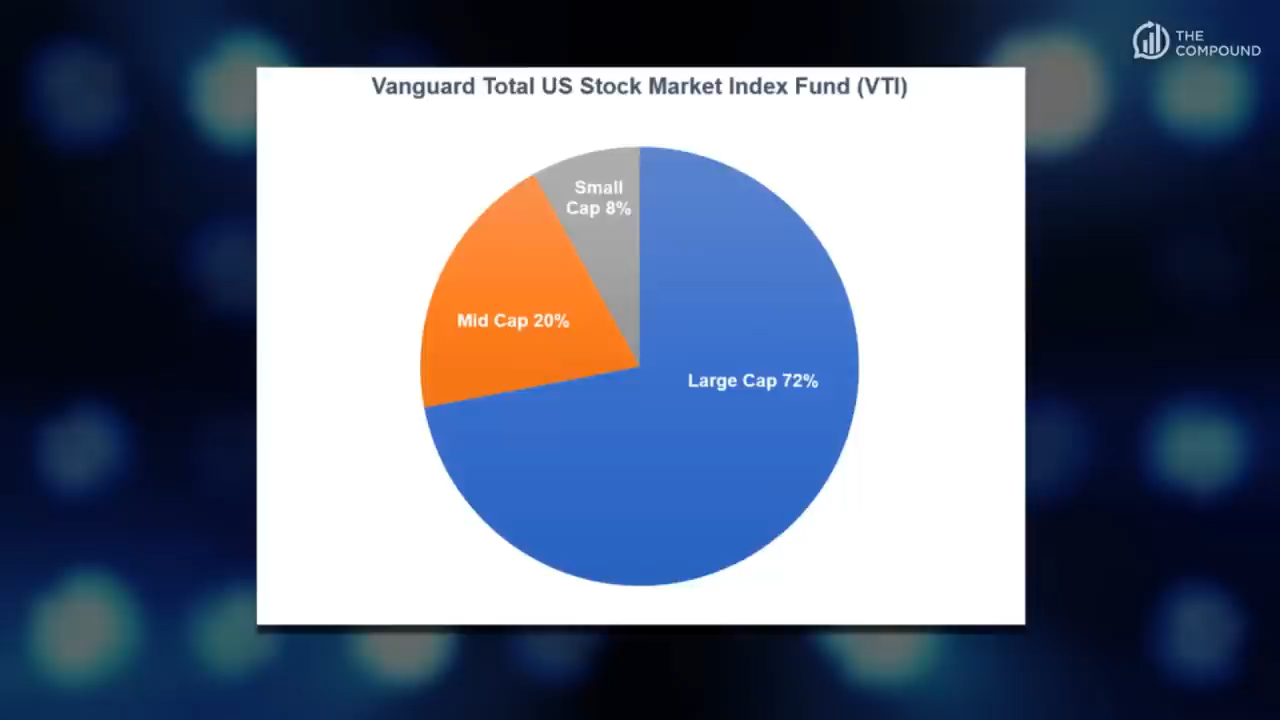 THE
COMPOUND
Vanguard Total US Stock Market Index Fund (VTI)
Small
Cap 8%
Mid Cap 20%
Large Cap 72%